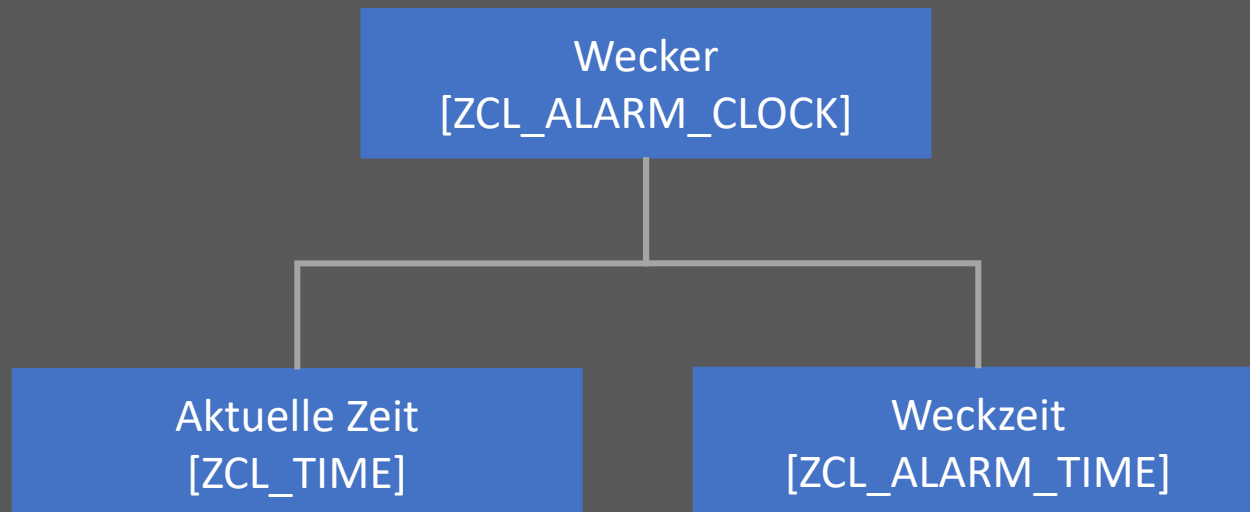 Wecker
[ZCL_ALARM_CLOCK]
Aktuelle Zeit
[ZCL_TIME]
Weckzeit
[ZCL_ALARM_TIME]